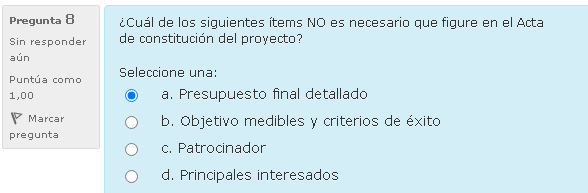 Pregunta 8
Sin responder
aún
Puntúa como
1,00
Marcar
pregunta
¿Cuál de los siguientes ítems NO es necesario que figure en el Acta
de constitución del proyecto?
Seleccione una:
a. Presupuesto final detallado
b. Objetivo medibles y criterios de éxito
c. Patrocinador
d. Principales interesados